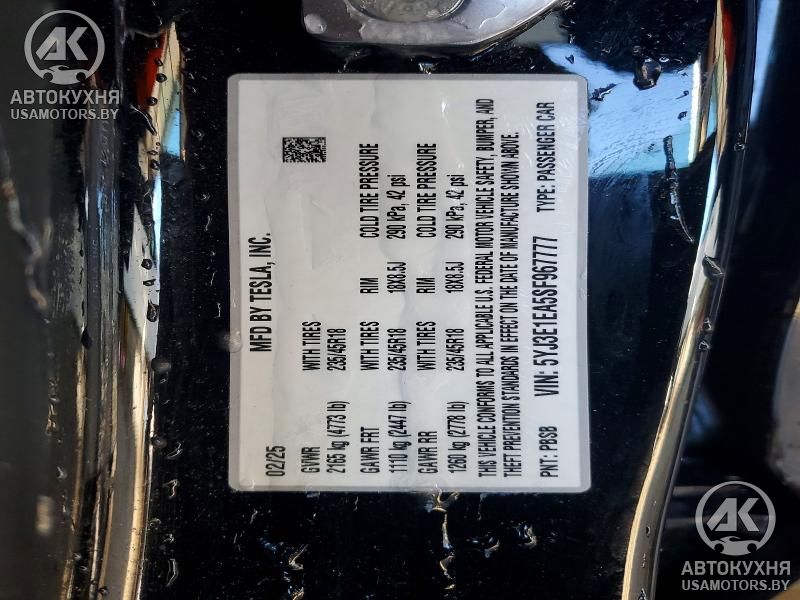 AK
АВТОКУХНЯ
USAMOTORS.BY
MFD BY TESLA, INC.
02/25
GVWR WITH TIRES RIM COLD TIRE PRESSURE
2165 kg (4773 lb) 235/45R18 18X8.5J 290 kPa, 42 psi
GAWR FRT WITH TIRES RIM COLD TIRE PRESSURE
1110 kg (2447 lb) 235/45R18 18X8.5J 290 kPa, 42 psi
GAWR RR
1260 kg (2778 lb) 235/45R18
THIS VEHICLE CONFORMS TO ALL APPLICABLE U.S. FEDERAL MOTOR VEHICLE SAFETY, BUMPER, AND
THEFT PREVENTION STANDARDS IN EFFECT ON THE DATE OF MANUFACTURE SHOWN ABOVE.
PNT: PBSB VIN: 5YJ3E1EA5SF967777 TYPE: PASSENGER CAR
AK
АВТОКУХНЯ
USAMOTORS.BY